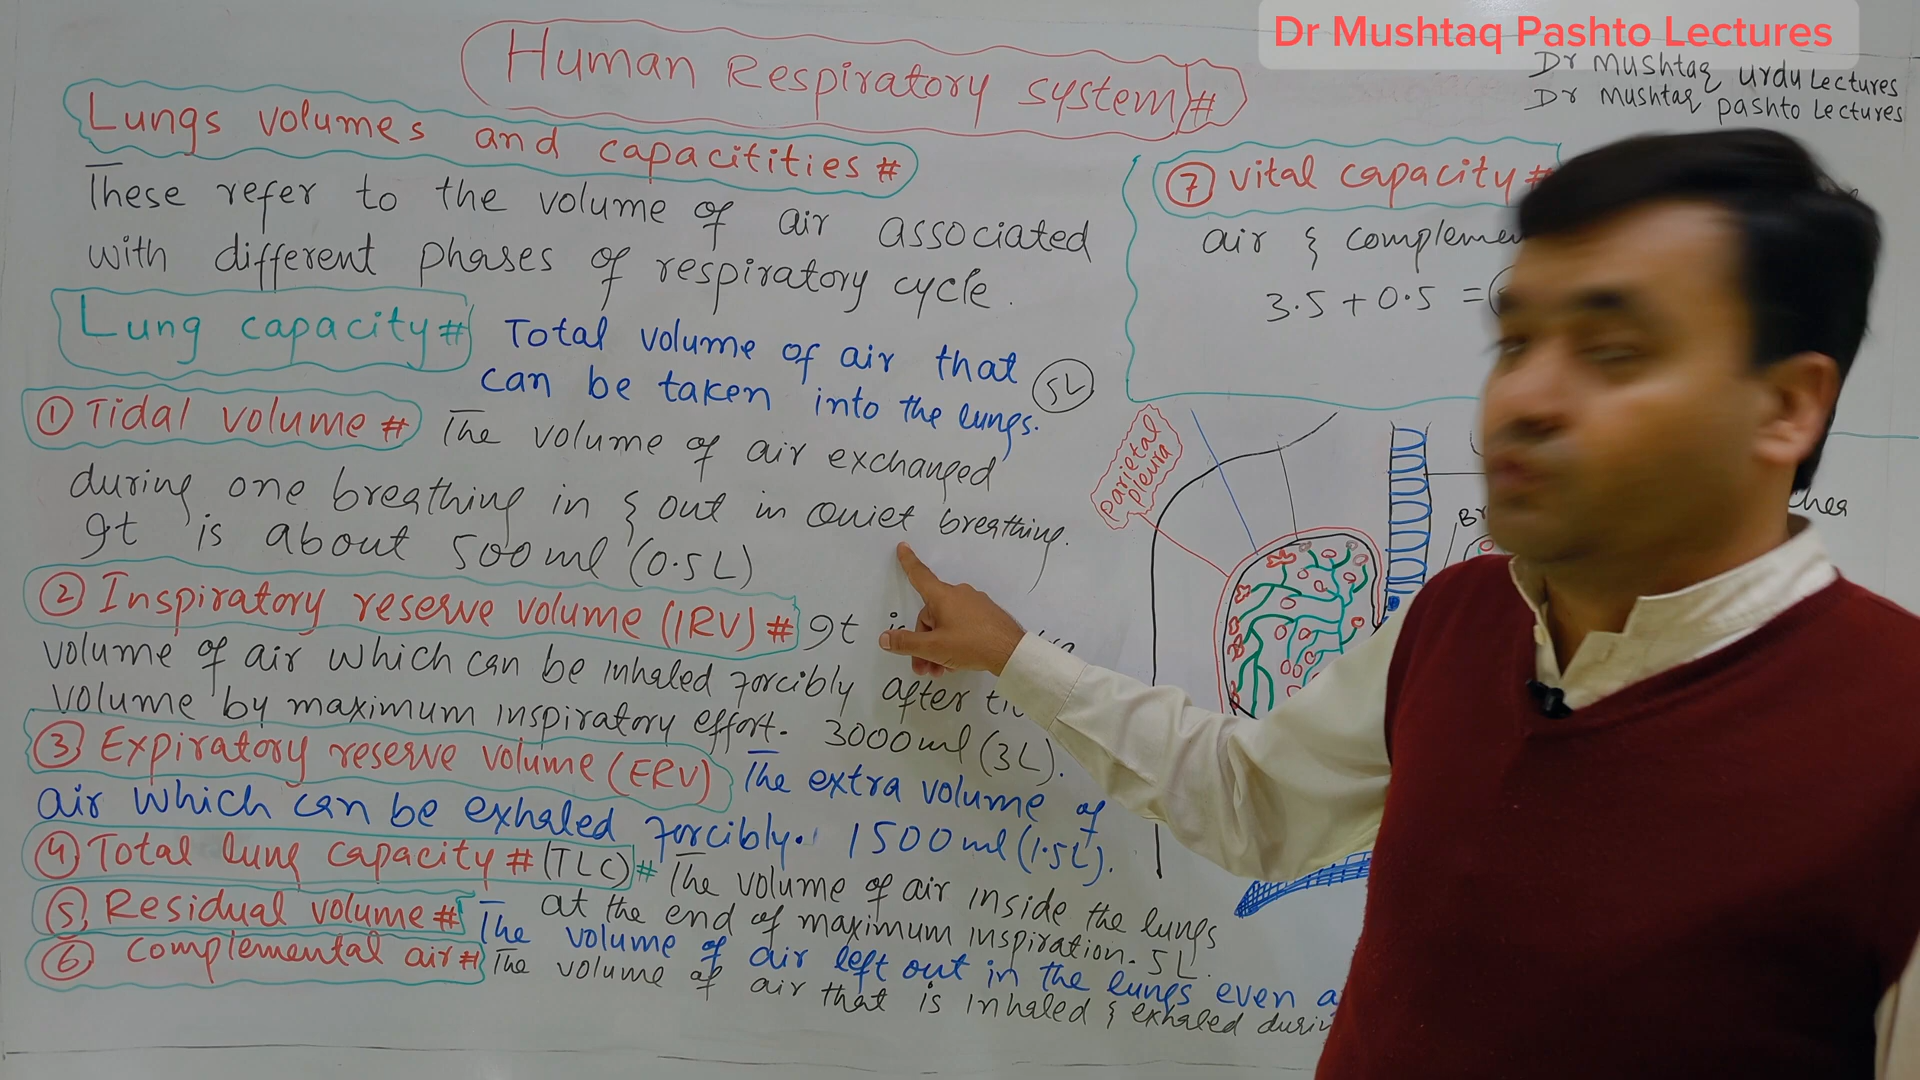 Dr Mushtaq Pashto Lectures
Human Respiratory system #
Dr Mushtaq Urdu Lectures
Dr Mushtaq pashto Lectures
Lungs volumes and capacitities #
These refer to the volume of air associated
with different phases of respiratory cycle.
Lung capacity # Total volume of air that
can be taken into the lungs. 5L
① Tidal volume # The volume of air exchanged
during one breathing in & out in Quiet breathing.
It is about 500ml (0.5L)
② Inspiratory reserve volume (IRV) # It
volume of air which can be inhaled forcibly after
volume by maximum inspiratory effort. 3000ml (3L).
③ Expiratory reserve volume (ERV) The extra volume of
air which can be exhaled forcibly. 1500ml (1.5L).
④ Total lung capacity # (TLC) # The volume of air inside the lungs
at the end of maximum inspiration. 5L.
⑤ Residual volume # The volume of air left out in the lungs even
⑥ Complemental air # The volume of air that is inhaled & exhaled
⑦ Vital capacity #
air &
3.5 + 0.5 =
parietal
pleura